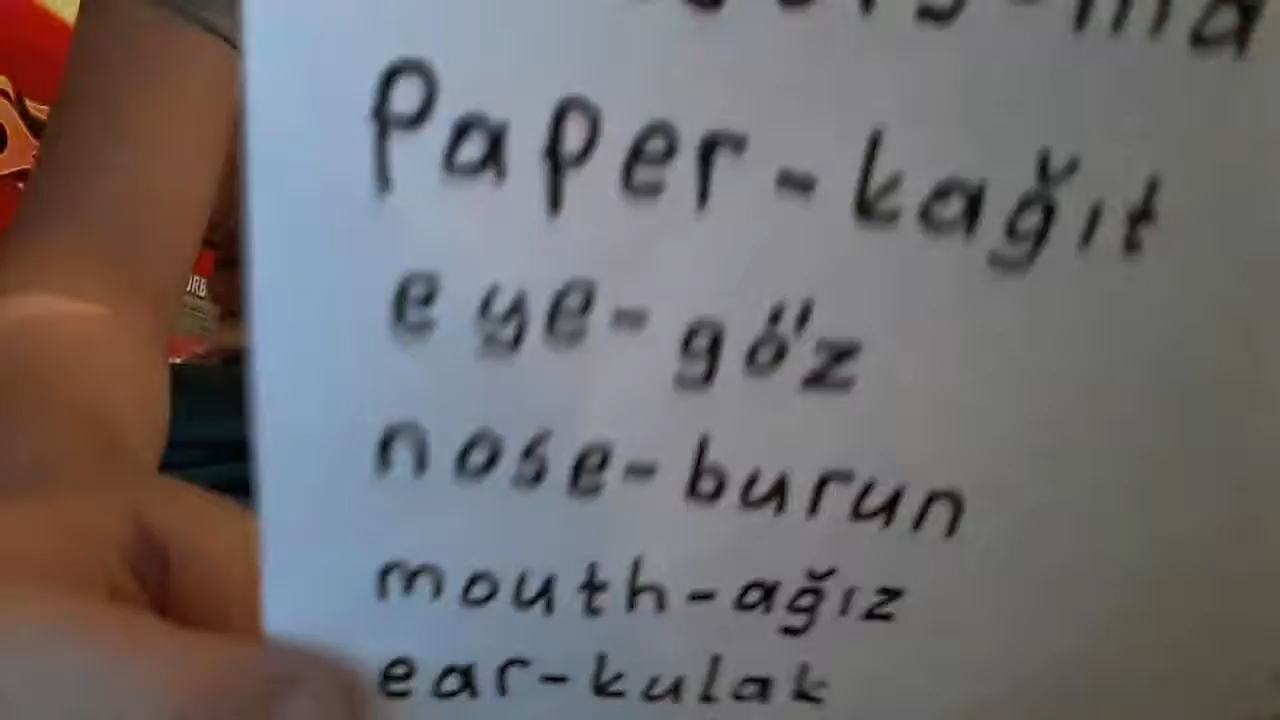 Paper-kağıt
eye-göz
nose-burun
mouth-ağız
ear-kulak